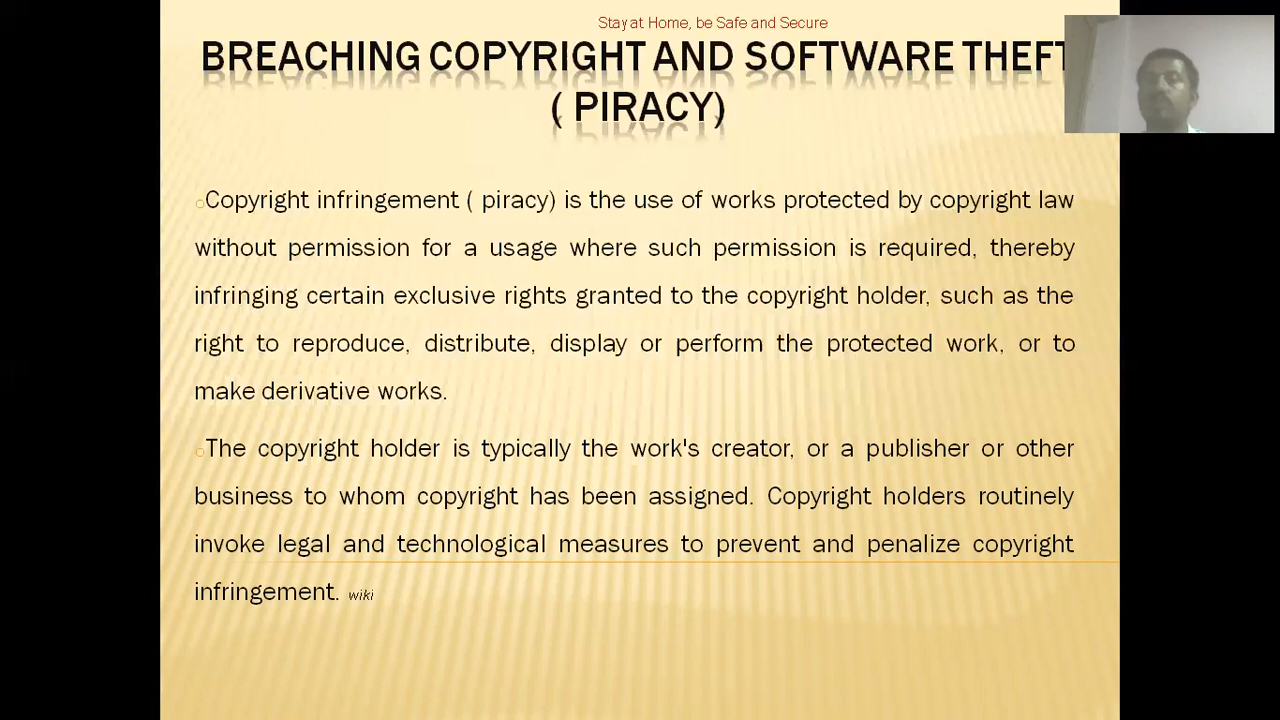 Stay at Home, be Safe and Secure
BREACHING COPYRIGHT AND SOFTWARE THEFT
( PIRACY)
Copyright infringement ( piracy) is the use of works protected by copyright law
without permission for a usage where such permission is required, thereby
infringing certain exclusive rights granted to the copyright holder, such as the
right to reproduce, distribute, display or perform the protected work, or to
make derivative works.
The copyright holder is typically the work's creator, or a publisher or other
business to whom copyright has been assigned. Copyright holders routinely
invoke legal and technological measures to prevent and penalize copyright
infringement. wiki